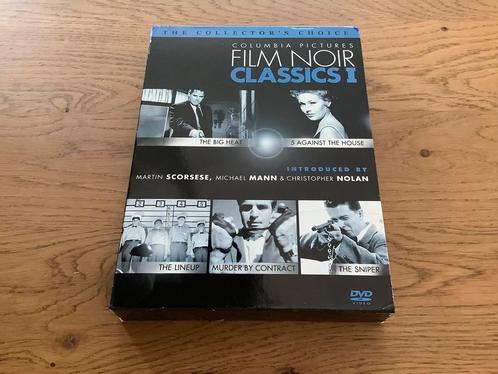 THE COLLECTOR'S CHOICE
COLUMBIA PICTURES
FILM NOIR
CLASSICS I
THE BIG HEAT
5 AGAINST THE HOUSE
INTRODUCED BY
MARTIN SCORSESE, MICHAEL MANN & CHRISTOPHER NOLAN
THE LINEUP
MURDER BY CONTRACT
THE SNIPER
DVD
VIDEO